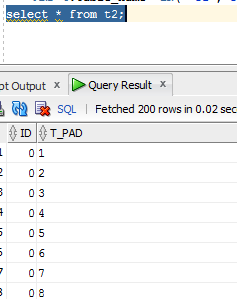 select * from t2;
ot Output
Query Result
SQL
Fetched 200 rows in 0.02 sec
ID T_PAD
1 0 1
2 0 2
3 0 3
4 0 4
5 0 5
6 0 6
7 0 7
8 0 8